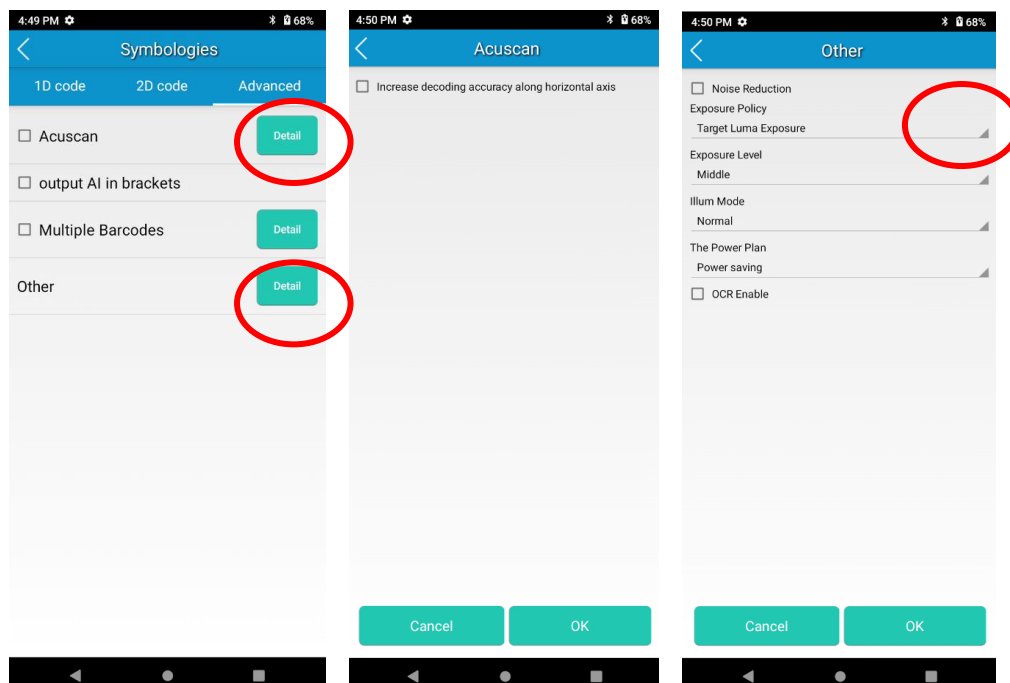 4:49 PM
68%
Symbologies
1D code
2D code
Advanced
Acuscan
Detail
output AI in brackets
Multiple Barcodes
Detail
Other
Detail
4:50 PM
68%
Acuscan
Increase decoding accuracy along horizontal axis
Cancel
OK
4:50 PM
68%
Other
Noise Reduction
Exposure Policy
Target Luma Exposure
Exposure Level
Middle
Illum Mode
Normal
The Power Plan
Power saving
OCR Enable
Cancel
OK